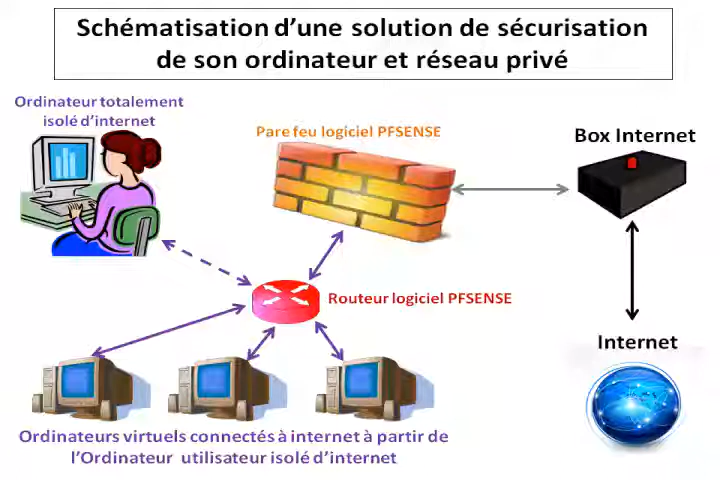 Schématisation d'une solution de sécurisation
de son ordinateur et réseau privé
Ordinateur totalement
isolé d'internet
Pare feu logiciel PFSENSE
Box Internet
Routeur logiciel PFSENSE
Internet
Ordinateurs virtuels connectés à internet à partir de
l'Ordinateur utilisateur isolé d'internet